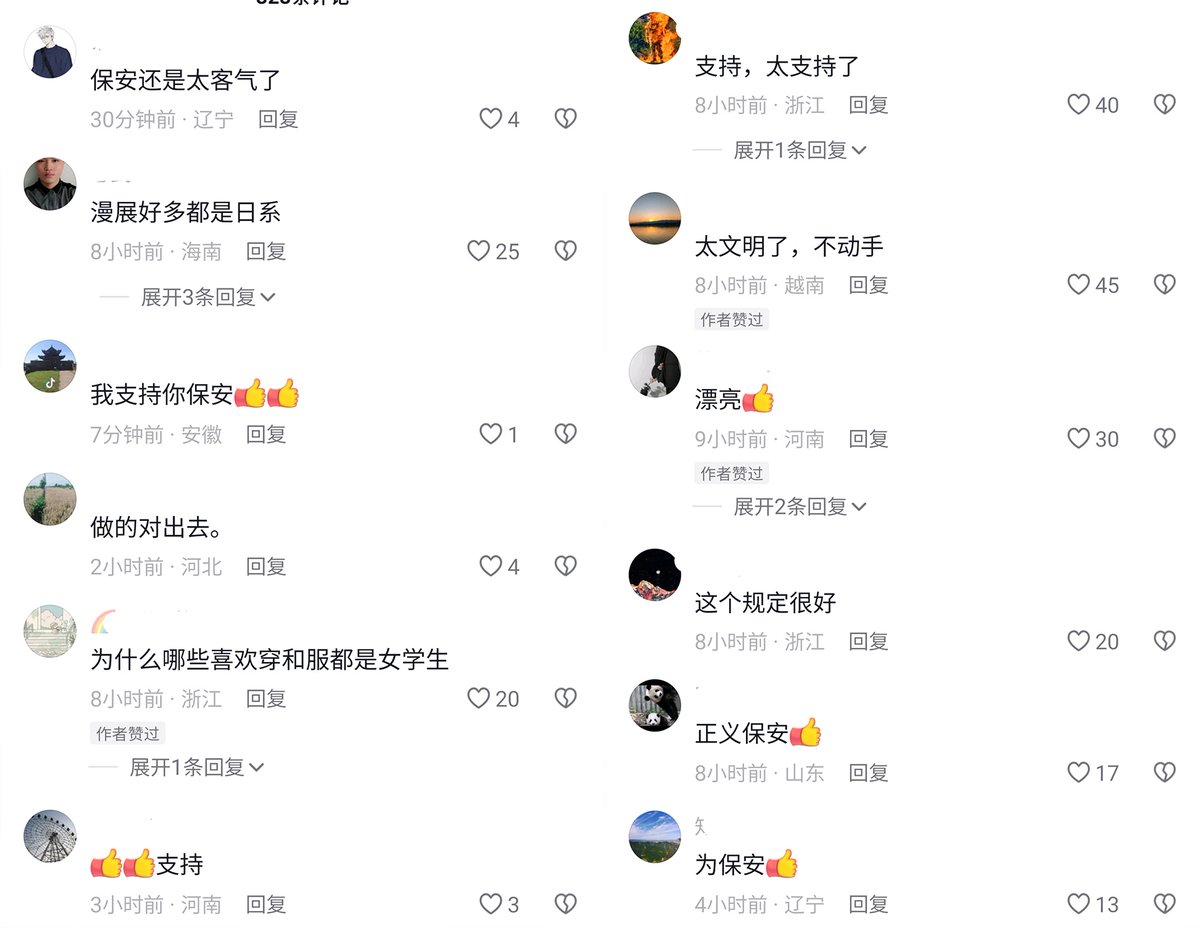 保安还是太客气了
30分钟前 · 辽宁 回复 4
漫展好多都是日系
8小时前 · 海南 回复 25
展开3条回复
我支持你保安👍👍
7分钟前 · 安徽 回复 1
做的对出去。
2小时前 · 河北 回复 4
🌈
为什么哪些喜欢穿和服都是女学生
8小时前 · 浙江 回复 20
作者赞过
展开1条回复
👍👍支持
3小时前 · 河南 回复 3
支持，太支持了
8小时前 · 浙江 回复 40
展开1条回复
太文明了，不动手
8小时前 · 越南 回复 45
作者赞过
漂亮👍
9小时前 · 河南 回复 30
作者赞过
展开2条回复
这个规定很好
8小时前 · 浙江 回复 20
正义保安👍
8小时前 · 山东 回复 17
为保安👍
4小时前 · 辽宁 回复 13